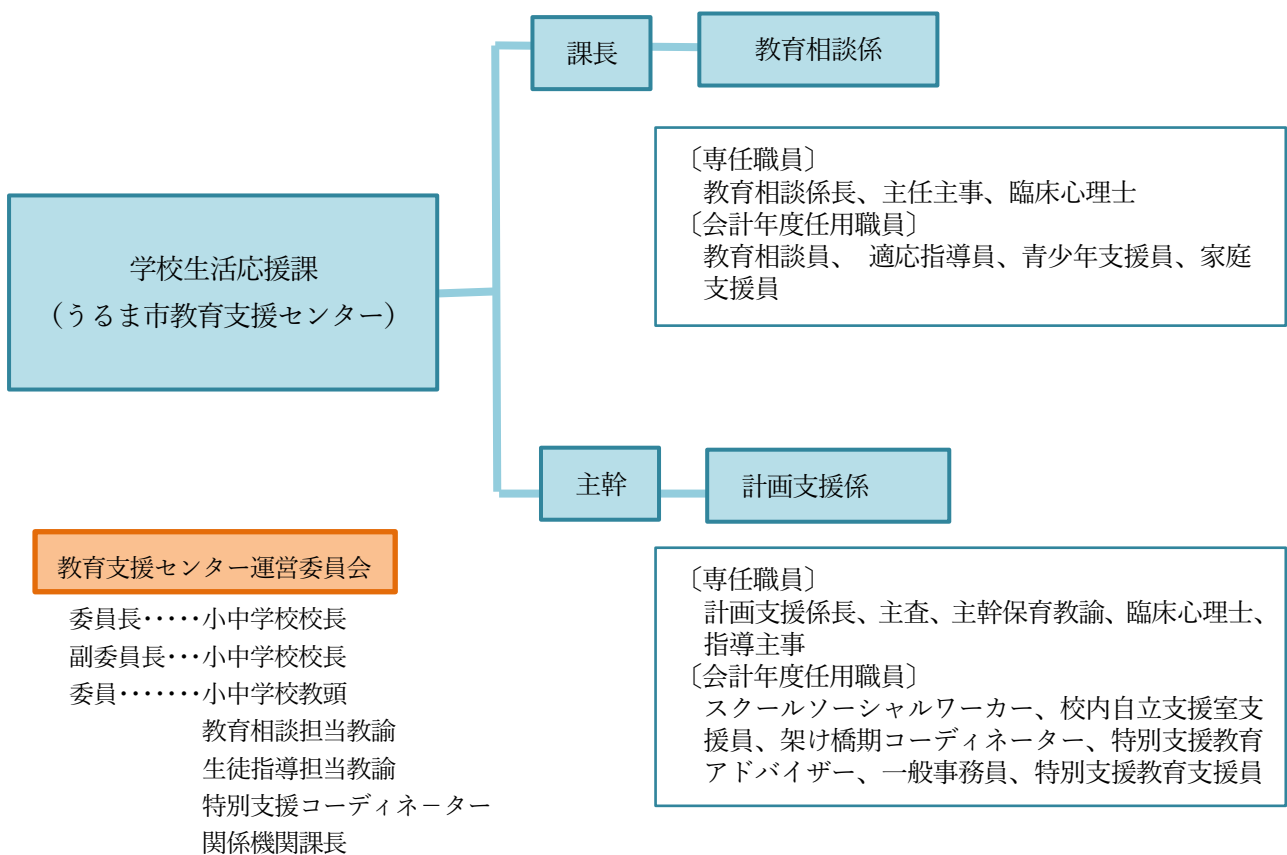 課長
教育相談係
〔専任職員〕
教育相談係長、主任主事、臨床心理士
〔会計年度任用職員〕
教育相談員、 適応指導員、青少年支援員、家庭
支援員
学校生活応援課
（うるま市教育支援センター）
主幹
計画支援係
〔専任職員〕
計画支援係長、主査、主幹保育教諭、臨床心理士、
指導主事
〔会計年度任用職員〕
スクールソーシャルワーカー、校内自立支援室支
援員、架け橋期コーディネーター、特別支援教育
アドバイザー、一般事務員、特別支援教育支援員
教育支援センター運営委員会
委員長・・・・・小中学校校長
副委員長・・・小中学校校長
委員・・・・・・・小中学校教頭
教育相談担当教諭
生徒指導担当教諭
特別支援コーディネ−ター
関係機関課長